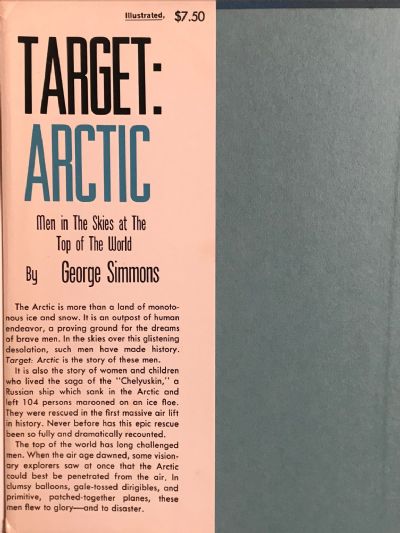 Illustrated, $7.50
TARGET:
ARCTIC
Men in The Skies at The
Top of The World
By George Simmons
The Arctic is more than a land of monoto-
nous ice and snow. It is an outpost of human
endeavor, a proving ground for the dreams
of brave men. In the skies over this glistening
desolation, such men have made history.
Target: Arctic is the story of these men.
It is also the story of women and children
who lived the saga of the "Chelyuskin," a
Russian ship which sank in the Arctic and
left 104 persons marooned on an ice floe.
They were rescued in the first massive air lift
in history. Never before has this epic rescue
been so fully and dramatically recounted.
The top of the world has long challenged
men. When the air age dawned, some vision-
ary explorers saw at once that the Arctic
could best be penetrated from the air. In
clumsy balloons, gale-tossed dirigibles, and
primitive, patched-together planes, these
men flew to glory—and to disaster.